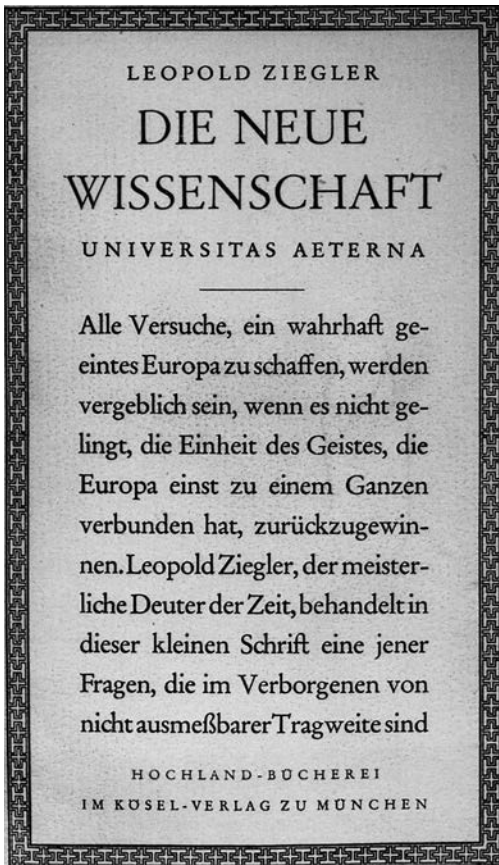 LEOPOLD ZIEGLER
DIE NEUE
WISSENSCHAFT
UNIVERSITAS AETERNA
Alle Versuche, ein wahrhaft ge-
eintes Europa zu schaffen, werden
vergeblich sein, wenn es nicht ge-
lingt, die Einheit des Geistes, die
Europa einst zu einem Ganzen
verbunden hat, zurückzugewin-
nen. Leopold Ziegler, der meister-
liche Deuter der Zeit, behandelt in
dieser kleinen Schrift eine jener
Fragen, die im Verborgenen von
nicht ausmeßbarer Tragweite sind
HOCHLAND-BÜCHEREI
IM KÖSEL-VERLAG ZU MÜNCHEN